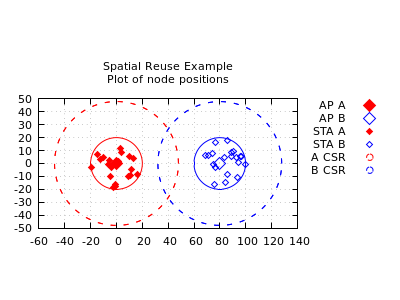 Spatial Reuse Example
Plot of node positions
50
40
30
20
10
0
-10
-20
-30
-40
-50
-60 -40 -20 0 20 40 60 80 100 120 140
AP A
AP B
STA A
STA B
A CSR
B CSR